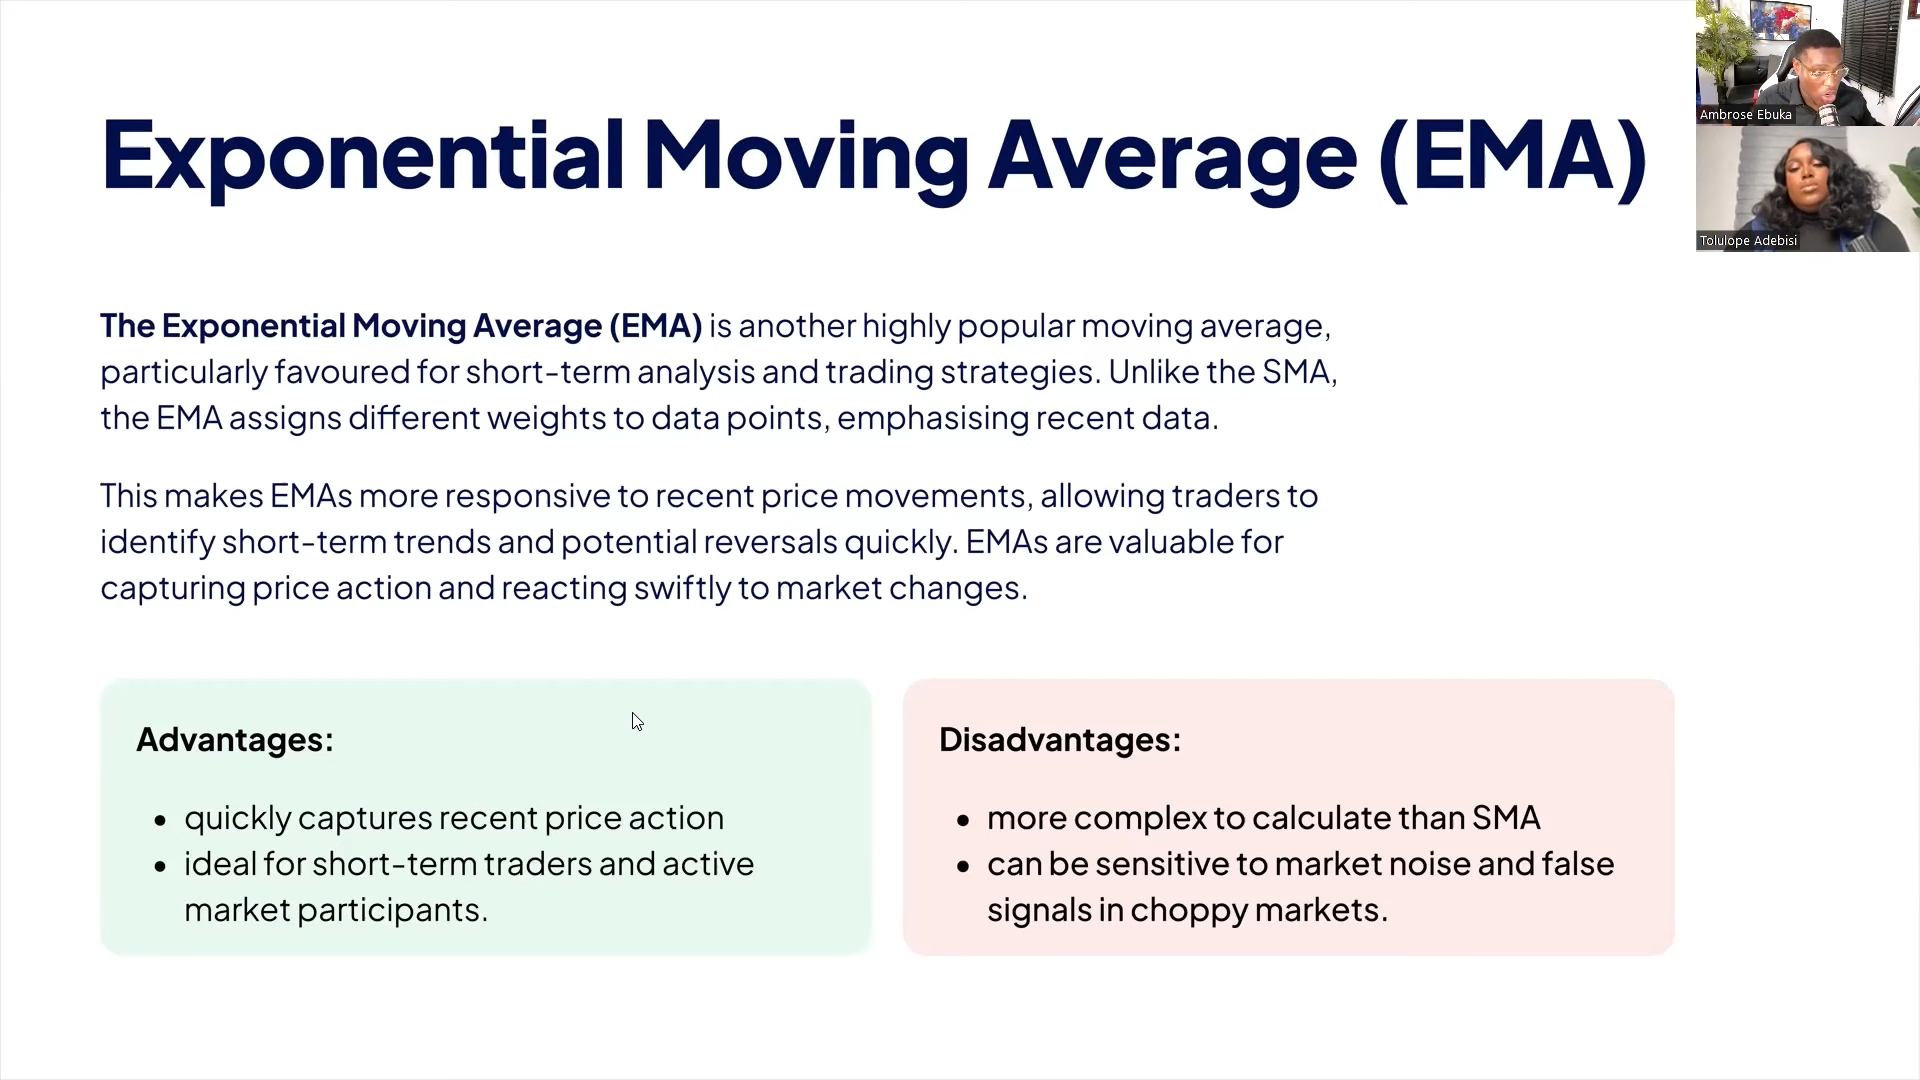 Exponential Moving Average (EMA)
Ambrose Ebuka
Tolulope Adebisi
The Exponential Moving Average (EMA) is another highly popular moving average,
particularly favoured for short-term analysis and trading strategies. Unlike the SMA,
the EMA assigns different weights to data points, emphasising recent data.
This makes EMAs more responsive to recent price movements, allowing traders to
identify short-term trends and potential reversals quickly. EMAs are valuable for
capturing price action and reacting swiftly to market changes.
Advantages:
• quickly captures recent price action
• ideal for short-term traders and active
market participants.
Disadvantages:
• more complex to calculate than SMA
• can be sensitive to market noise and false
signals in choppy markets.